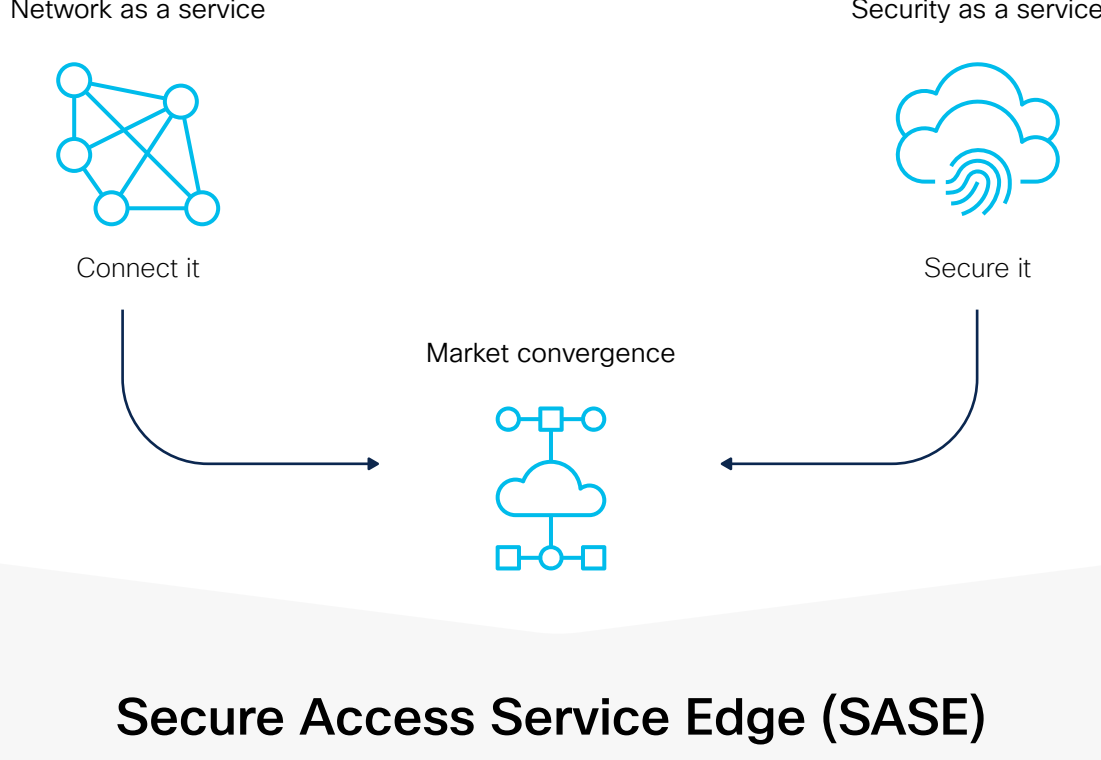 Network as a service
Security as a service
Connect it
Secure it
Market convergence
Secure Access Service Edge (SASE)